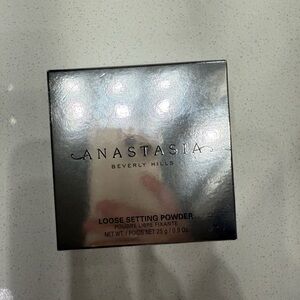 ANASTASIA
BEVERLY HILLS
LOOSE SETTING POWDER
POUDRE LIBRE FIXANTE
NET WT. / POIDS NET 25 g / 0.9 Oz.